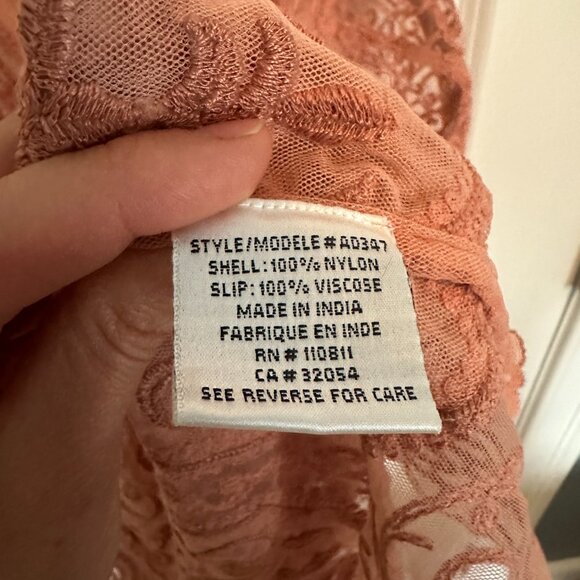 STYLE/MODELE#AD347
SHELL:100% NYLON
SLIP:100% VISCOSE
MADE IN INDIA
FABRIQUE EN INDE
RN# 110811
CA#32054
SEE REVERSE FOR CARE